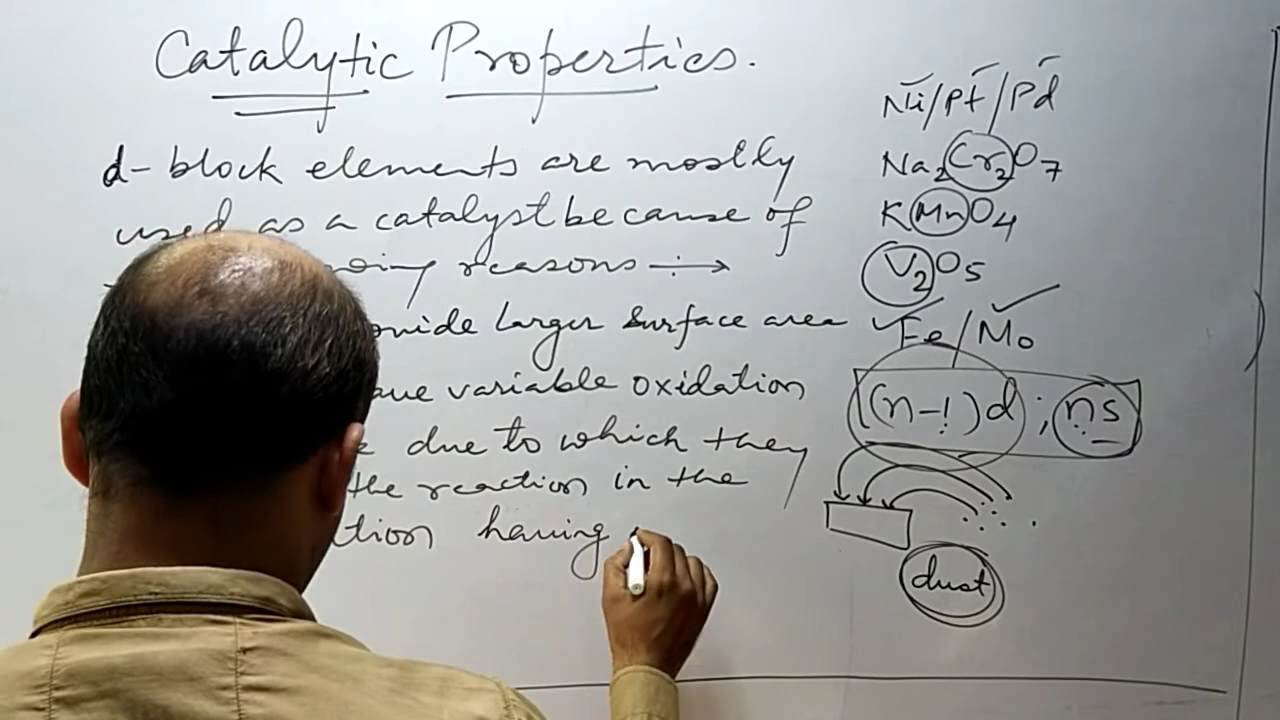 Catalytic Properties.
d- block elements are mostly
used as a catalyst because of
reasons :→
larger surface area
variable oxidation
due to which they
the reaction in the
having
Ni/Pt/Pd
Na2Cr2O7
KMnO4
V2O5
Fe/Mo
(n-1)d ; ns
dust